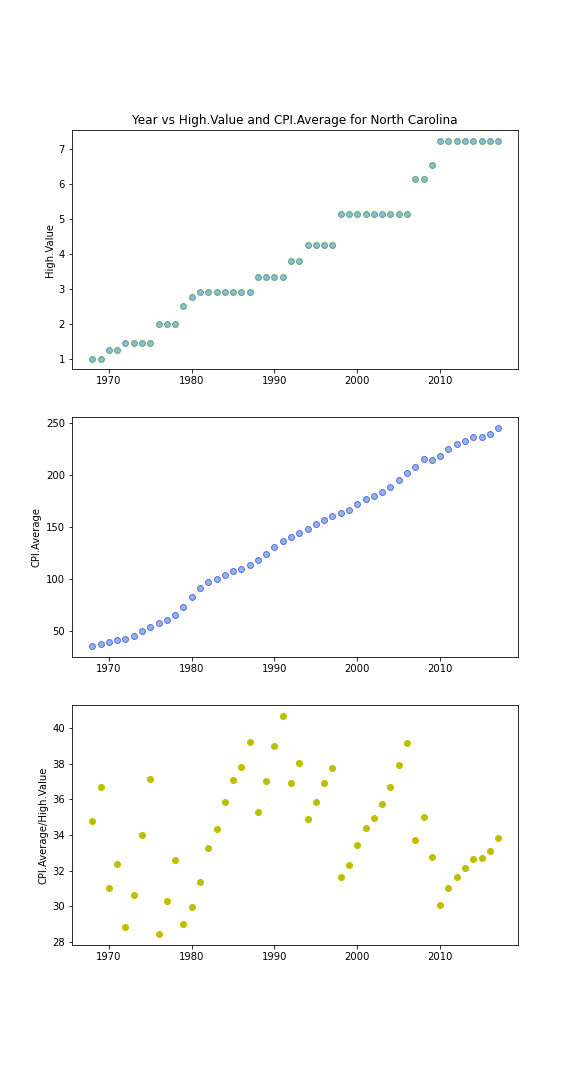 Year vs High.Value and CPI.Average for North Carolina
High.Value
7
6
5
4
3
2
1
1970 1980 1990 2000 2010
CPI.Average
250
200
150
100
50
1970 1980 1990 2000 2010
CPI.Average/High.Value
40
38
36
34
32
30
28
1970 1980 1990 2000 2010